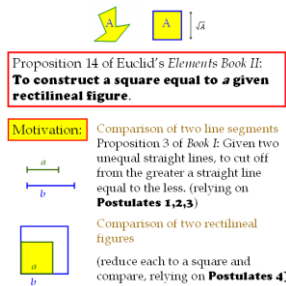 A
A
√A
Proposition 14 of Euclid's Elements Book II:
To construct a square equal to a given
rectilineal figure.
Motivation:
Comparison of two line segments
Proposition 3 of Book I: Given two
unequal straight lines, to cut off
from the greater a straight line
equal to the less. (relying on
Postulates 1,2,3)
a
b
Comparison of two rectilineal
figures
(reduce each to a square and
compare, relying on Postulates 4)
a
b